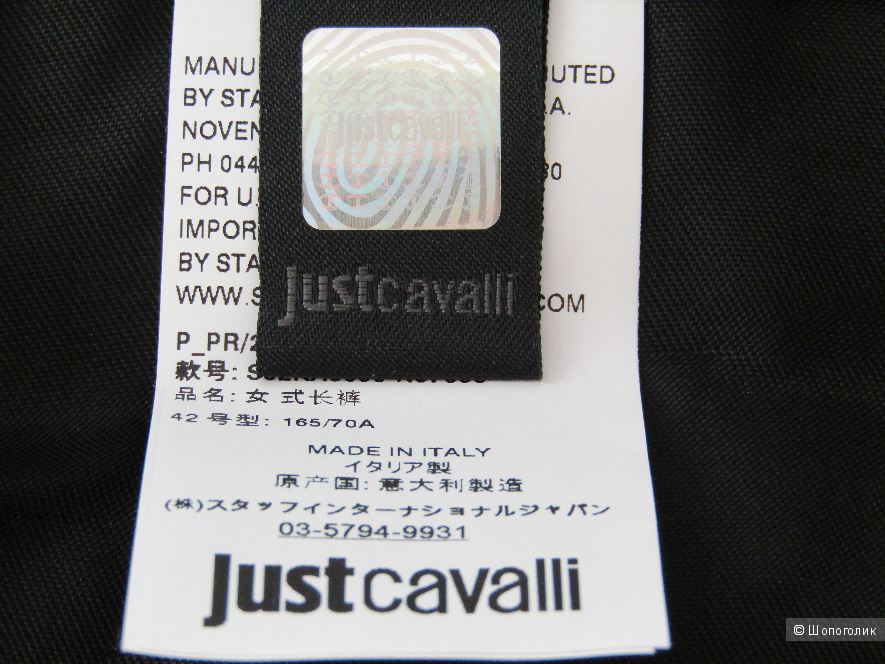 MANU UTED
BY STA .A.
NOVEN
PH 044 30
FOR U.
IMPOR
BY STA
WWW.S .COM
justcavalli
justcavalli
P_PR/2
款号:
品名: 女 式长裤
42 号型: 165/70A
MADE IN ITALY
イタリア製
原产国: 意大利製造
(株)スタッフインターナショナルジャパン
03-5794-9931
justcavalli
© Шопоголик